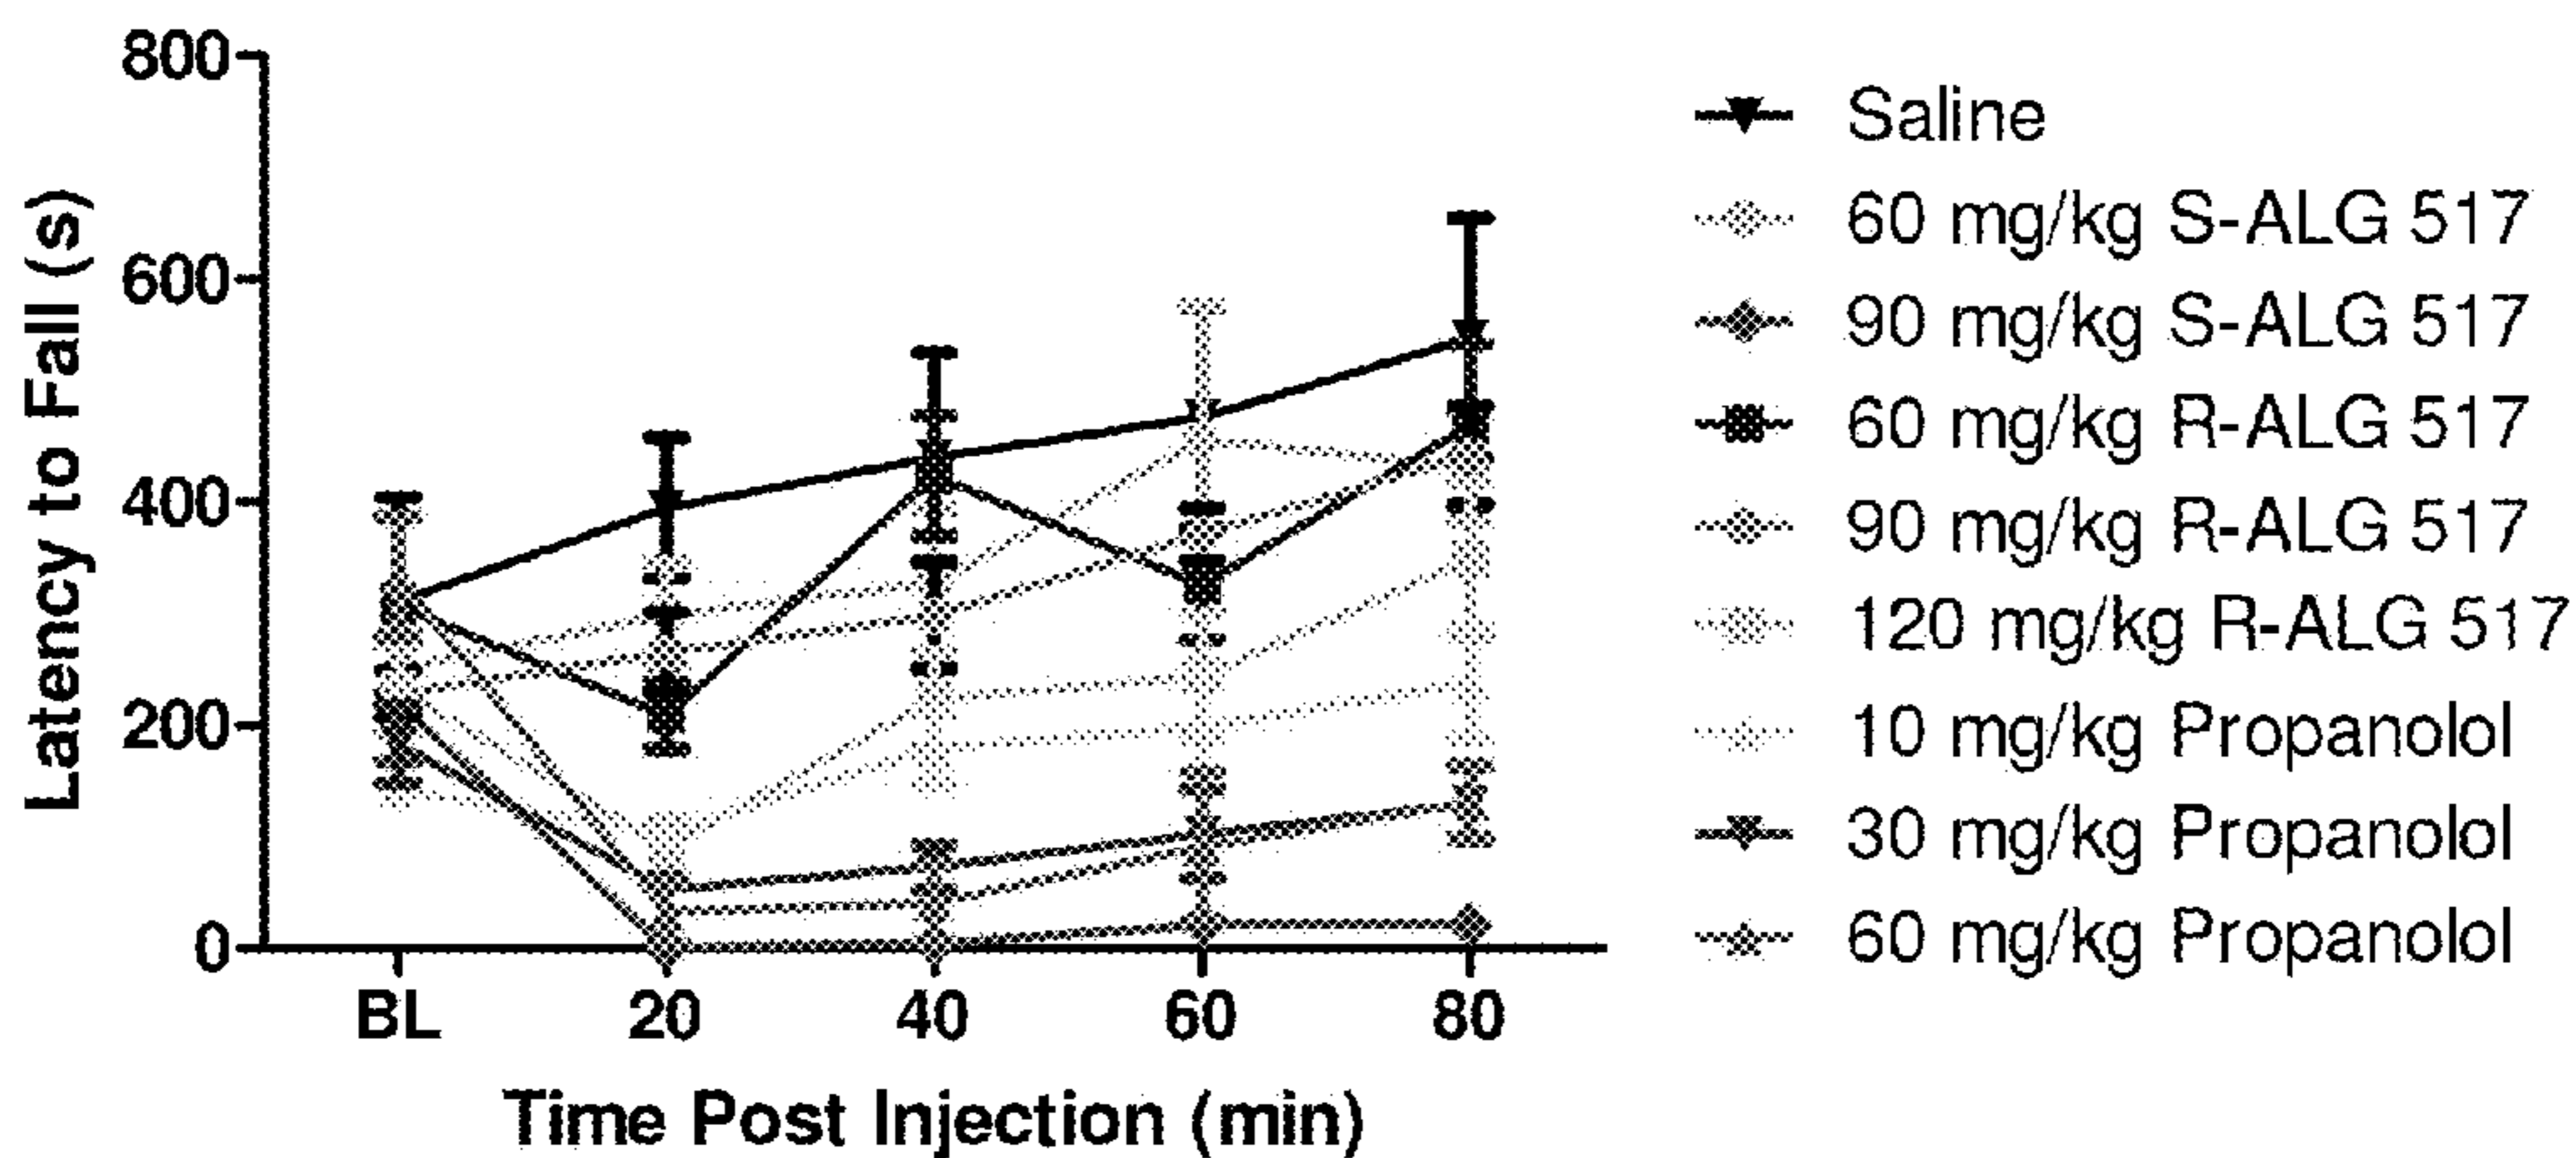 800
600
400
200
0
Latency to Fall (s)
BL 20 40 60 80
Time Post Injection (min)
Saline
60 mg/kg S-ALG 517
90 mg/kg S-ALG 517
60 mg/kg R-ALG 517
90 mg/kg R-ALG 517
120 mg/kg R-ALG 517
10 mg/kg Propanolol
30 mg/kg Propanolol
60 mg/kg Propanolol